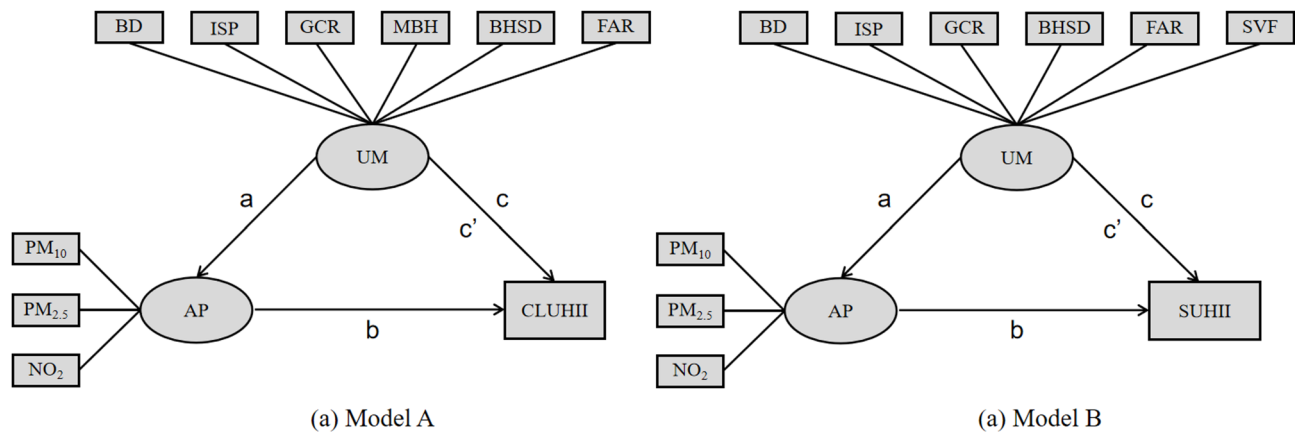 BD ISP GCR MBH BHSD FAR
UM
a c
c'
PM10
PM2.5 AP CLUHII
b
NO2
(a) Model A
BD ISP GCR BHSD FAR SVF
UM
a c
c'
PM10
PM2.5 AP SUHII
b
NO2
(a) Model B